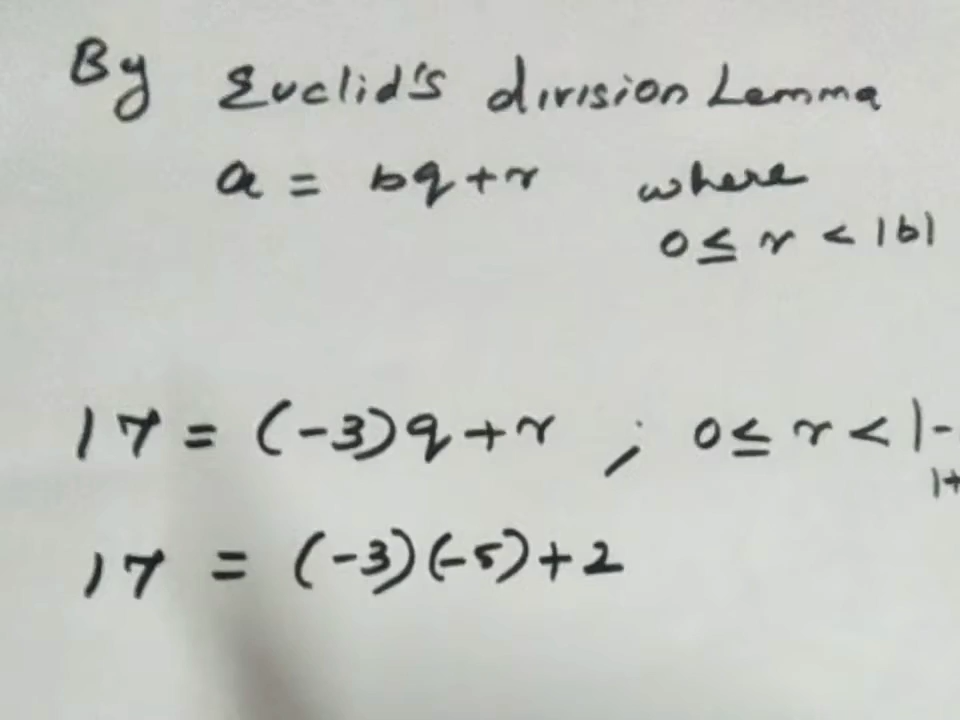 By Euclid's division Lemma
a = bq + r where
0 ≤ r < |b|
17 = (-3)q + r ; 0 ≤ r < |-
17 = (-3)(-5) + 2